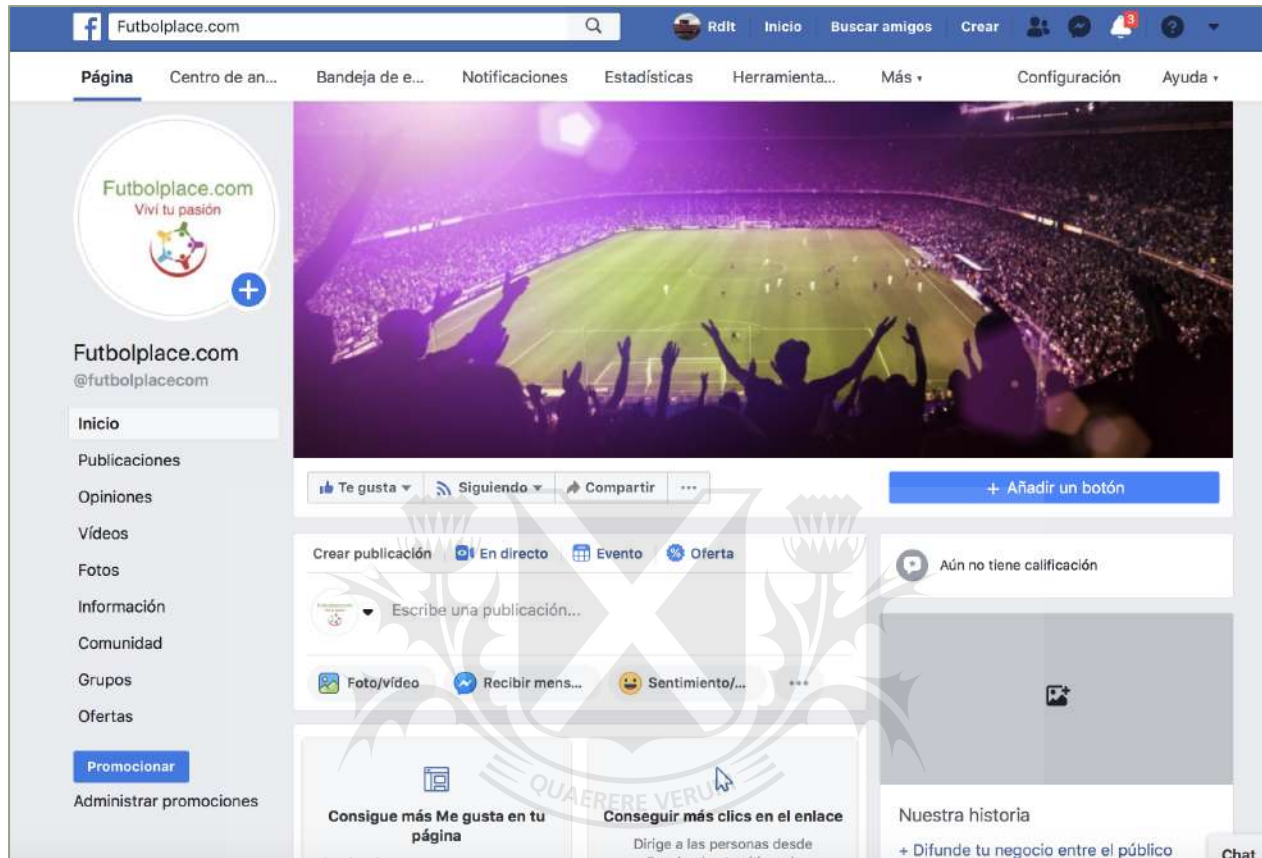 Futbolplace.com
Rdlt Inicio Buscar amigos Crear 3
Página Centro de an... Bandeja de e... Notificaciones Estadísticas Herramienta... Más Configuración Ayuda
Futbolplace.com
Viví tu pasión
Futbolplace.com
@futbolplacecom
Inicio
Publicaciones
Opiniones
Vídeos
Fotos
Información
Comunidad
Grupos
Ofertas
Promocionar
Administrar promociones
Te gusta Siguiendo Compartir ...
+ Añadir un botón
Crear publicación En directo Evento Oferta
Escribe una publicación...
Foto/vídeo Recibir mens... Sentimiento/... ...
Aún no tiene calificación
Consigue más Me gusta en tu
página
Conseguir más clics en el enlace
Dirige a las personas desde
Nuestra historia
+ Difunde tu negocio entre el público
Chat
QUAERERE VERUM